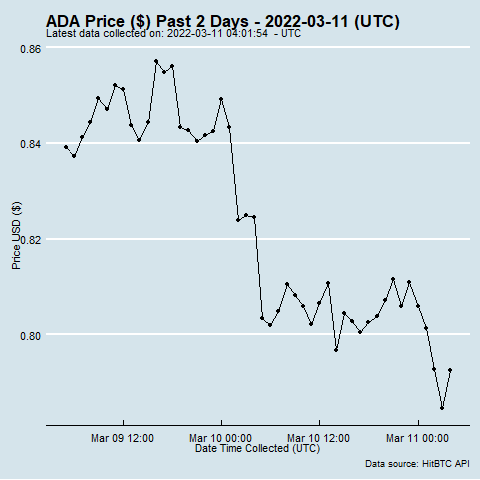 ADA Price ($) Past 2 Days - 2022-03-11 (UTC)
Latest data collected on: 2022-03-11 04:01:54 - UTC
0.86
0.84
0.82
0.80
Price USD ($)
Mar 09 12:00 Mar 10 00:00 Mar 10 12:00 Mar 11 00:00
Date Time Collected (UTC)
Data source: HitBTC API